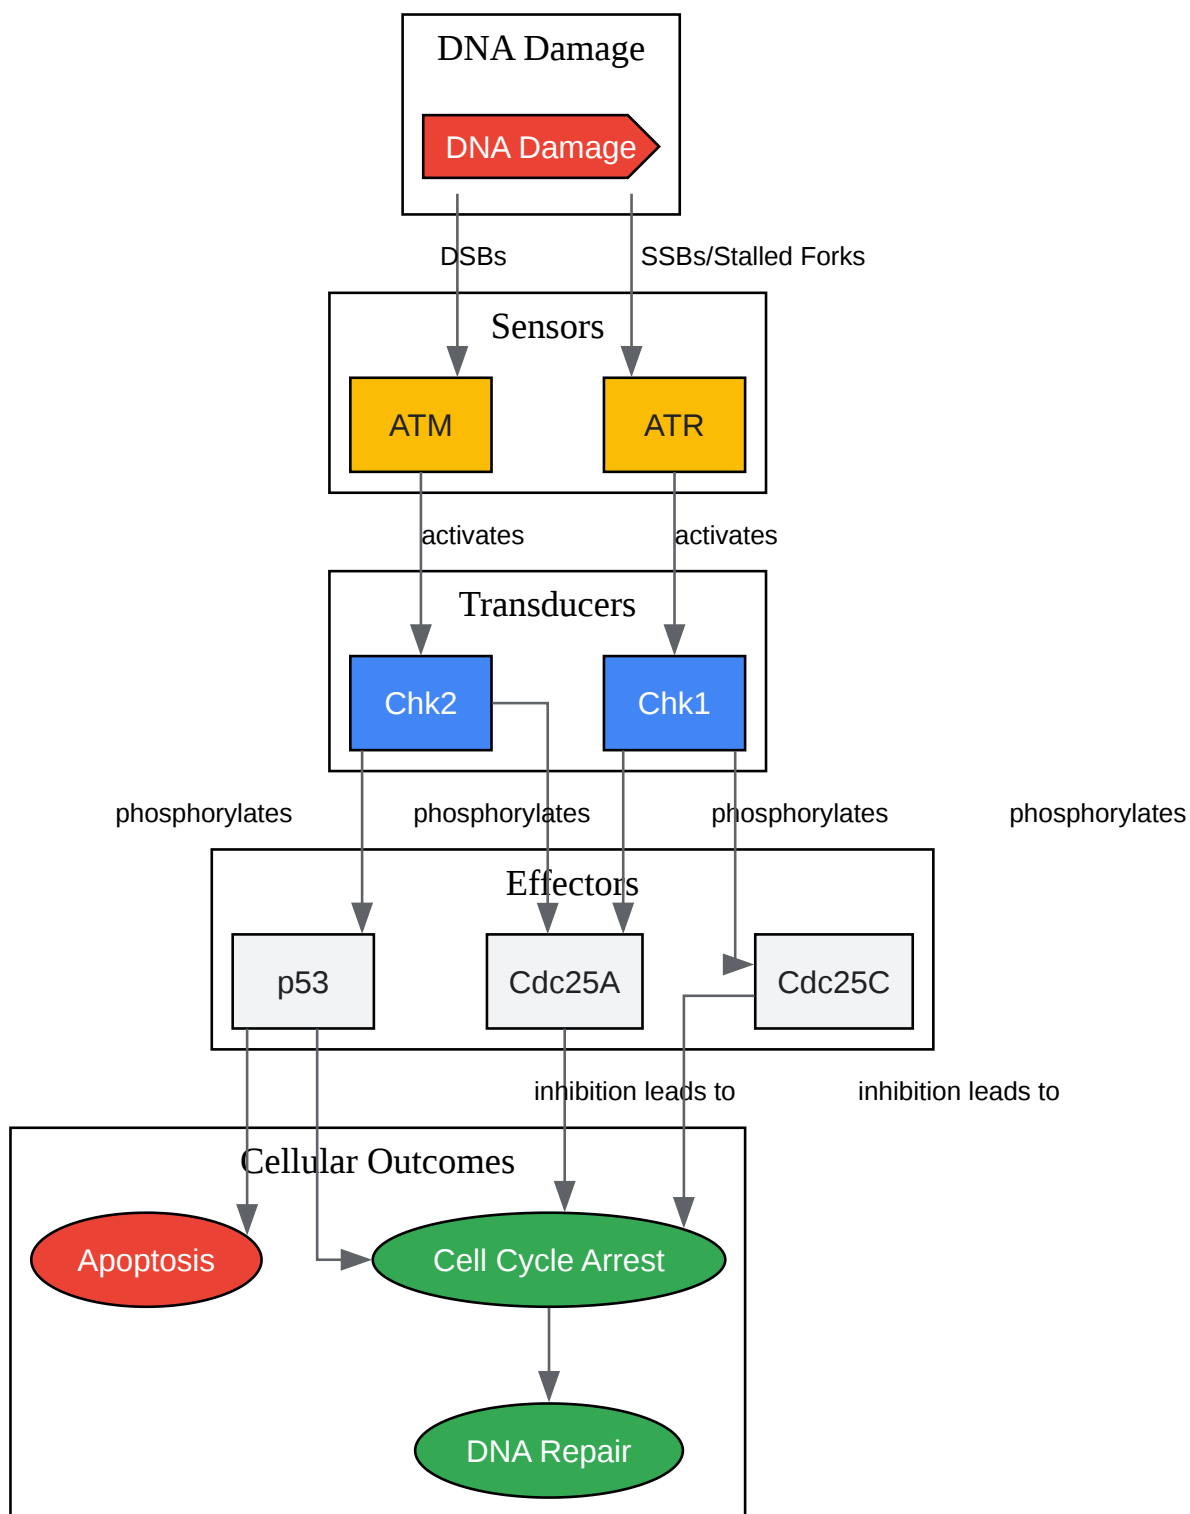 DNA Damage
DNA Damage
DSBs
SSBs/Stalled Forks
Sensors
ATM
ATR
activates
activates
Transducers
Chk2
Chk1
phosphorylates
phosphorylates
phosphorylates
phosphorylates
Effectors
p53
Cdc25A
Cdc25C
inhibition leads to
inhibition leads to
Cellular Outcomes
Apoptosis
Cell Cycle Arrest
DNA Repair